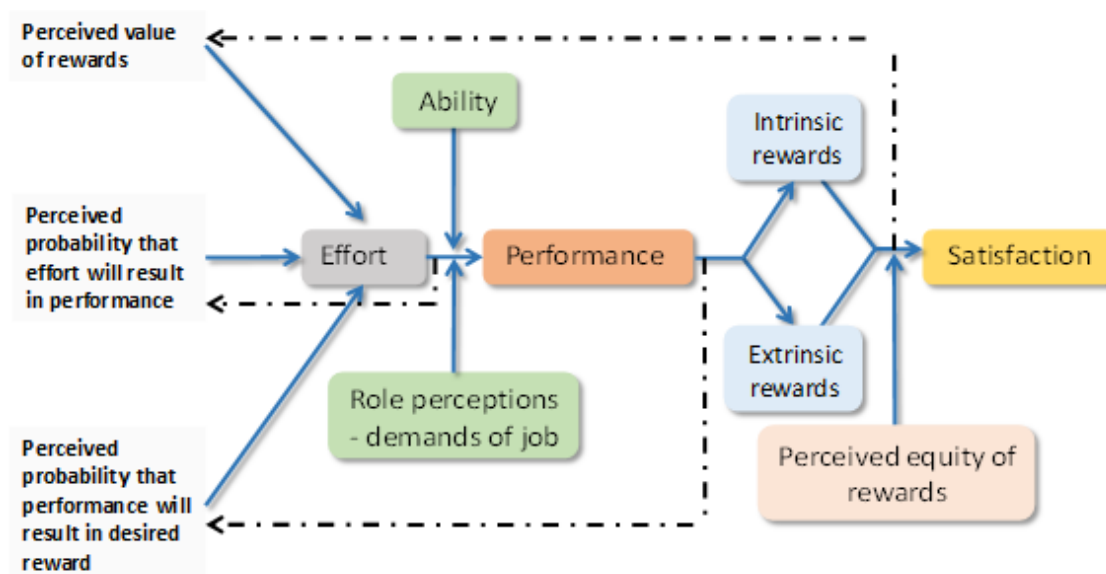 Perceived value
of rewards
Ability
Intrinsic
rewards
Perceived
probability that
effort will result
in performance
Effort
Performance
Satisfaction
Extrinsic
rewards
Role perceptions
- demands of job
Perceived equity of
rewards
Perceived
probability that
performance will
result in desired
reward